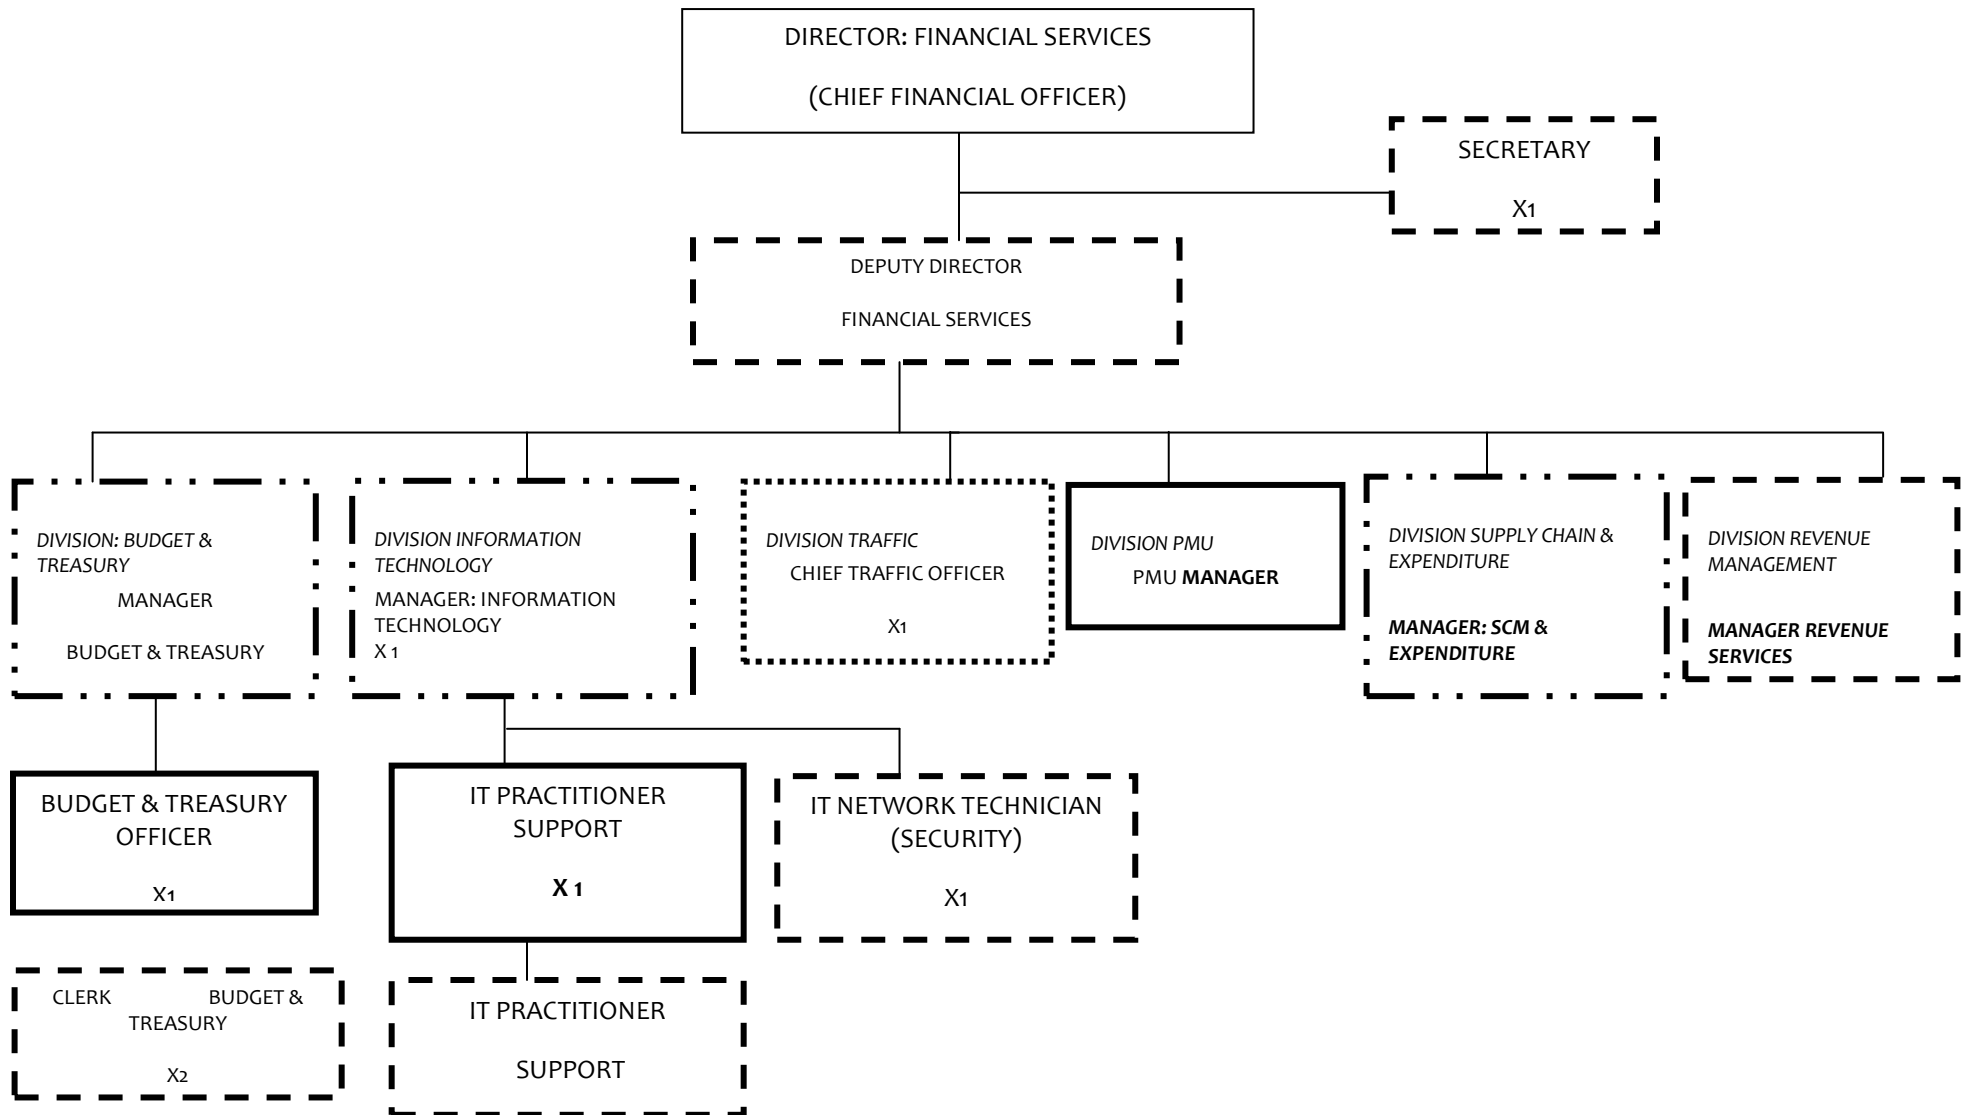 DIRECTOR: FINANCIAL SERVICES
(CHIEF FINANCIAL OFFICER)
SECRETARY
X1
DEPUTY DIRECTOR
FINANCIAL SERVICES
DIVISION: BUDGET &
TREASURY
MANAGER
BUDGET & TREASURY
DIVISION INFORMATION
TECHNOLOGY
MANAGER: INFORMATION
TECHNOLOGY
X 1
DIVISION TRAFFIC
CHIEF TRAFFIC OFFICER
X1
DIVISION PMU
PMU MANAGER
DIVISION SUPPLY CHAIN &
EXPENDITURE
MANAGER: SCM &
EXPENDITURE
DIVISION REVENUE
MANAGEMENT
MANAGER REVENUE
SERVICES
BUDGET & TREASURY
OFFICER
X1
IT PRACTITIONER
SUPPORT
X 1
IT NETWORK TECHNICIAN
(SECURITY)
X1
CLERK BUDGET &
TREASURY
X2
IT PRACTITIONER
SUPPORT